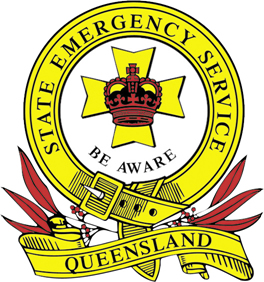 STATE EMERGENCY SERVICE
BE AWARE
QUEENSLAND